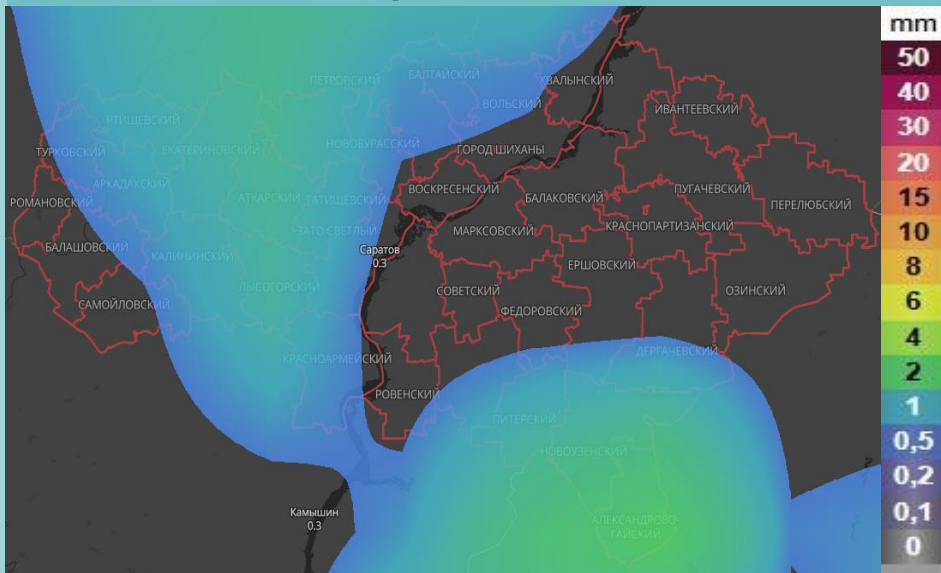 mm
50
40
30
20
15
10
8
6
4
2
1
0,5
0,2
0,1
0
ПЕТРОВСКИЙ
БАЛТАЙСКИЙ
ХВАЛЫНСКИЙ
ВОЛЬСКИЙ
ИВАНТЕЕВСКИЙ
РТИЩЕВСКИЙ
ТУРКОВСКИЙ
ЕКАТЕРИНОВСКИЙ
НОВОБУРАССКИЙ
ГОРОД ШИХАНЫ
АРКАДАКСКИЙ
ВОСКРЕСЕНСКИЙ
ПУГАЧЕВСКИЙ
РОМАНОВСКИЙ
АТКАРСКИЙ
ТАТИЩЕВСКИЙ
БАЛАКОВСКИЙ
ПЕРЕЛЮБСКИЙ
ЗАТО СВЕТЛЫЙ
МАРКСОВСКИЙ
КРАСНОПАРТИЗАНСКИЙ
БАЛАШОВСКИЙ
КАЛИНИНСКИЙ
Саратов
0.3
ЕРШОВСКИЙ
ЛЫСОГОРСКИЙ
СОВЕТСКИЙ
ОЗИНСКИЙ
САМОЙЛОВСКИЙ
ФЕДОРОВСКИЙ
КРАСНОАРМЕЙСКИЙ
ДЕРГАЧЕВСКИЙ
РОВЕНСКИЙ
ПИТЕРСКИЙ
НОВОУЗЕНСКИЙ
Камышин
0.3
АЛЕКСАНДРОВО-
ГАЙСКИЙ